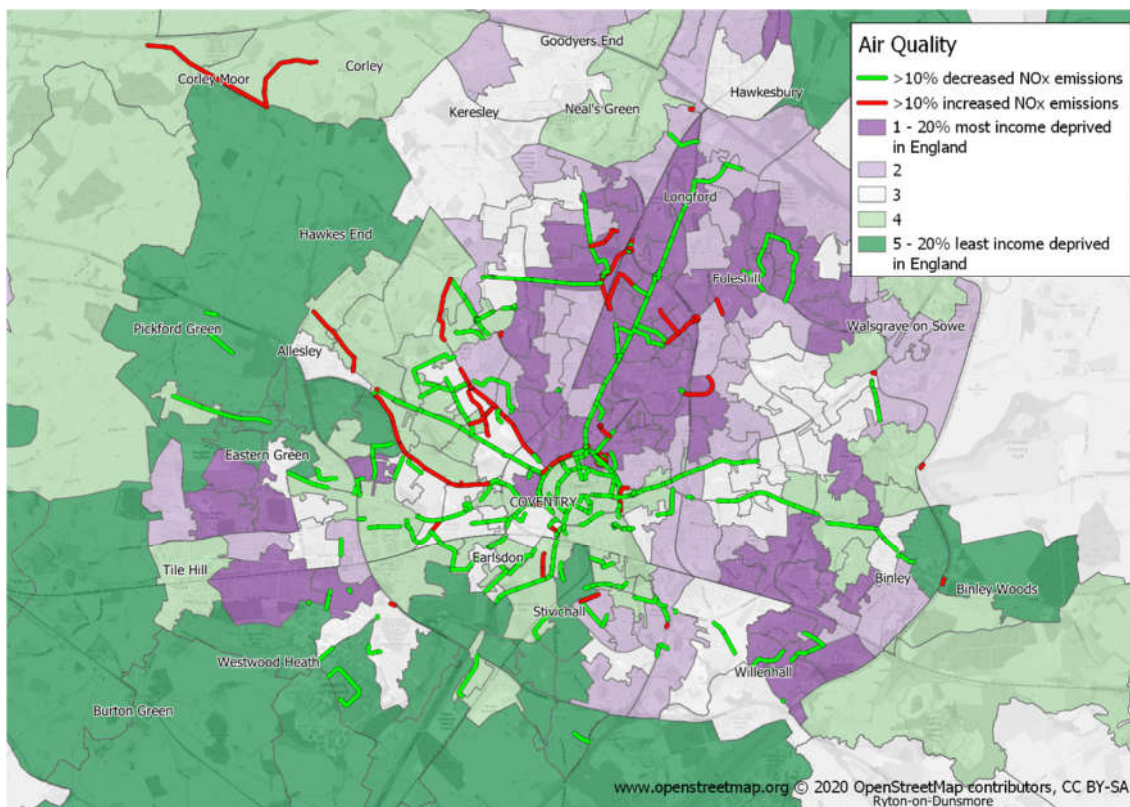 Air Quality
>10% decreased NOx emissions
>10% increased NOx emissions
1 - 20% most income deprived
in England
2
3
4
5 - 20% least income deprived
in England
Goodyers End
Corley Moor
Corley
Hawkesbury
Keresley
Neal's Green
Longford
Hawkes End
Foleshill
Pickford Green
Walsgrave on Sowe
Allesley
Eastern Green
COVENTRY
Earlsdon
Tile Hill
Binley
Binley Woods
Stivichall
Westwood Heath
Willenhall
Burton Green
www.openstreetmap.org © 2020 OpenStreetMap contributors, CC BY-SA
Ryton-on-Dunsmore